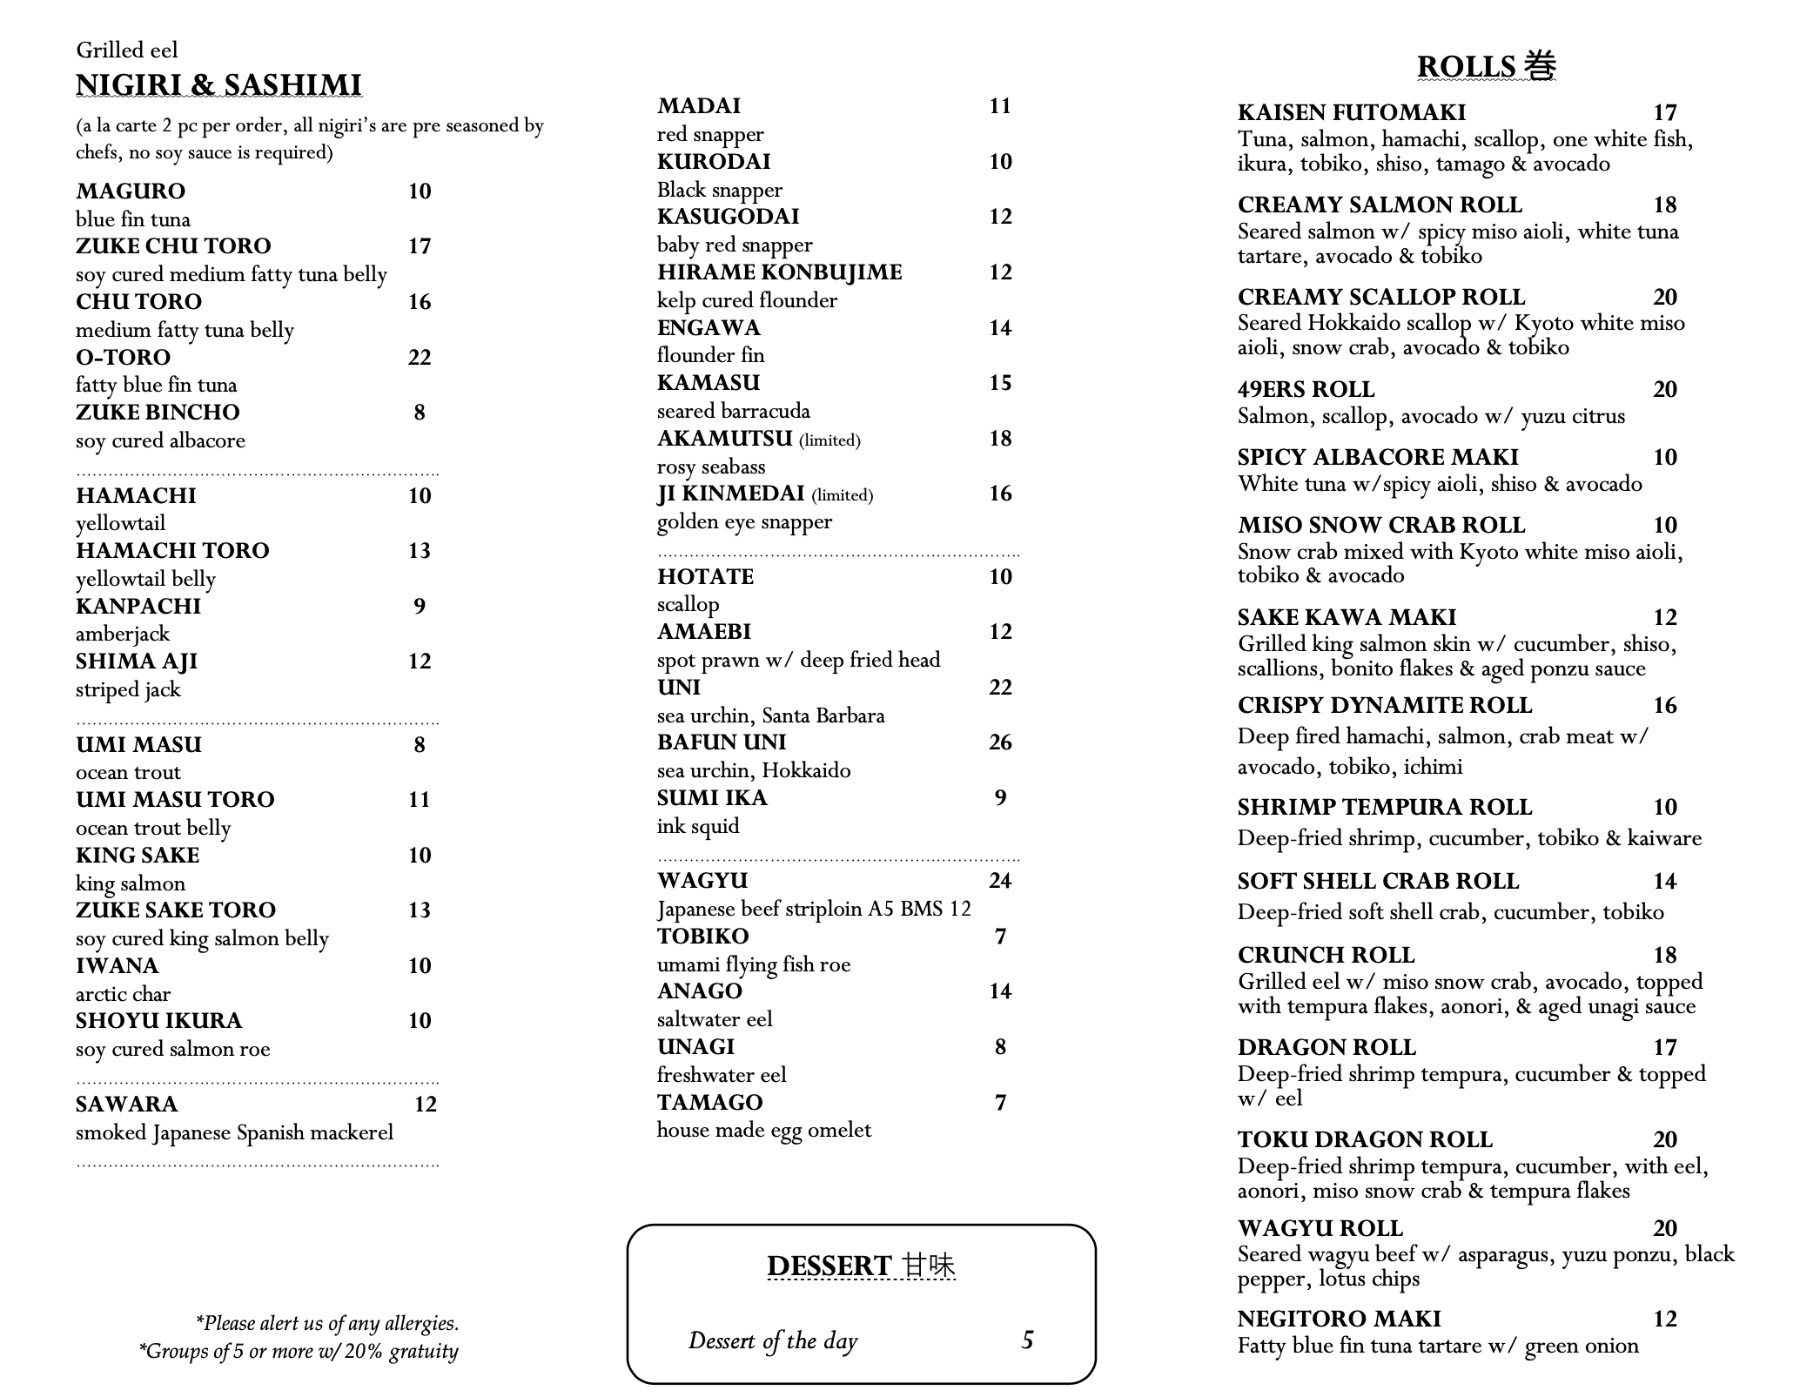 Grilled eel
NIGIRI & SASHIMI
(a la carte 2 pc per order, all nigiri's are pre seasoned by
chefs, no soy sauce is required)
MAGURO 10
blue fin tuna
ZUKE CHU TORO 17
soy cured medium fatty tuna belly
CHU TORO 16
medium fatty tuna belly
O-TORO 22
fatty blue fin tuna
ZUKE BINCHO 8
soy cured albacore
HAMACHI 10
yellowtail
HAMACHI TORO 13
yellowtail belly
KANPACHI 9
amberjack
SHIMA AJI 12
striped jack
UMI MASU 8
ocean trout
UMI MASU TORO 11
ocean trout belly
KING SAKE 10
king salmon
ZUKE SAKE TORO 13
soy cured king salmon belly
IWANA 10
arctic char
SHOYU IKURA 10
soy cured salmon roe
SAWARA 12
smoked Japanese Spanish mackerel
*Please alert us of any allergies.
*Groups of 5 or more w/ 20% gratuity
MADAI 11
red snapper
KURODAI 10
Black snapper
KASUGODAI 12
baby red snapper
HIRAME KONBUJIME 12
kelp cured flounder
ENGAWA 14
flounder fin
KAMASU 15
seared barracuda
AKAMUTSU (limited) 18
rosy seabass
JI KINMEDAI (limited) 16
golden eye snapper
HOTATE 10
scallop
AMAEBI 12
spot prawn w/ deep fried head
UNI 22
sea urchin, Santa Barbara
BAFUN UNI 26
sea urchin, Hokkaido
SUMI IKA 9
ink squid
WAGYU 24
Japanese beef striploin A5 BMS 12
TOBIKO 7
umami flying fish roe
ANAGO 14
saltwater eel
UNAGI 8
freshwater eel
TAMAGO 7
house made egg omelet
DESSERT 甘味
Dessert of the day 5
ROLLS 巻
KAISEN FUTOMAKI 17
Tuna, salmon, hamachi, scallop, one white fish,
ikura, tobiko, shiso, tamago & avocado
CREAMY SALMON ROLL 18
Seared salmon w/ spicy miso aioli, white tuna
tartare, avocado & tobiko
CREAMY SCALLOP ROLL 20
Seared Hokkaido scallop w/ Kyoto white miso
aioli, snow crab, avocado & tobiko
49ERS ROLL 20
Salmon, scallop, avocado w/ yuzu citrus
SPICY ALBACORE MAKI 10
White tuna w/spicy aioli, shiso & avocado
MISO SNOW CRAB ROLL 10
Snow crab mixed with Kyoto white miso aioli,
tobiko & avocado
SAKE KAWA MAKI 12
Grilled king salmon skin w/ cucumber, shiso,
scallions, bonito flakes & aged ponzu sauce
CRISPY DYNAMITE ROLL 16
Deep fired hamachi, salmon, crab meat w/
avocado, tobiko, ichimi
SHRIMP TEMPURA ROLL 10
Deep-fried shrimp, cucumber, tobiko & kaiware
SOFT SHELL CRAB ROLL 14
Deep-fried soft shell crab, cucumber, tobiko
CRUNCH ROLL 18
Grilled eel w/ miso snow crab, avocado, topped
with tempura flakes, aonori, & aged unagi sauce
DRAGON ROLL 17
Deep-fried shrimp tempura, cucumber & topped
w/ eel
TOKU DRAGON ROLL 20
Deep-fried shrimp tempura, cucumber, with eel,
aonori, miso snow crab & tempura flakes
WAGYU ROLL 20
Seared wagyu beef w/ asparagus, yuzu ponzu, black
pepper, lotus chips
NEGITORO MAKI 12
Fatty blue fin tuna tartare w/ green onion